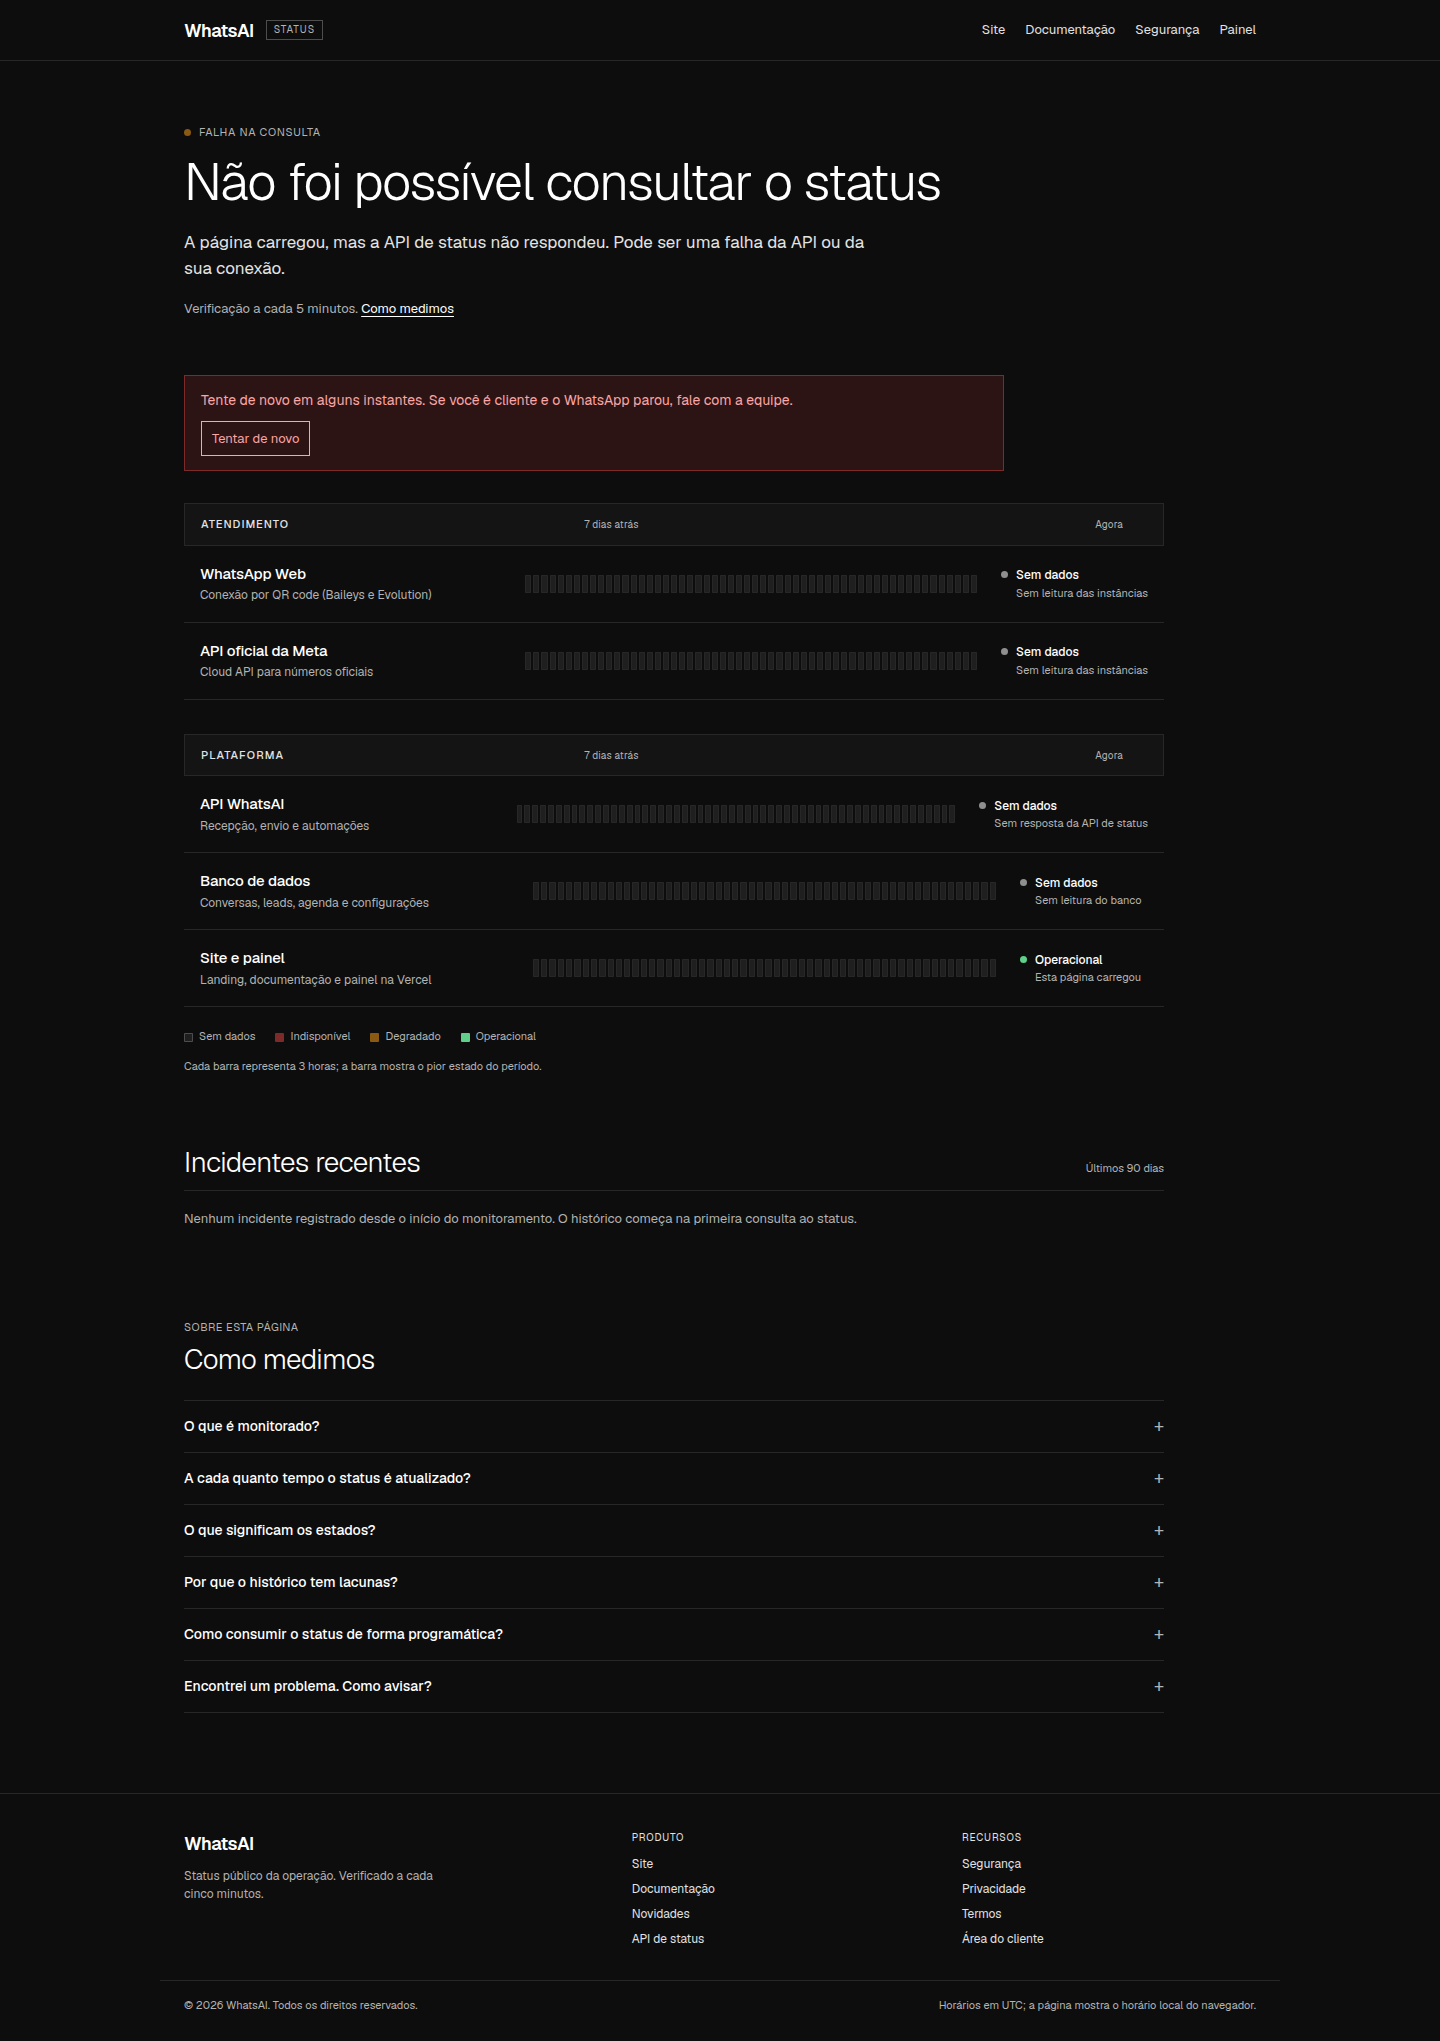 WhatsAI STATUS Site Documentação Segurança Painel
FALHA NA CONSULTA
Não foi possível consultar o status
A página carregou, mas a API de status não respondeu. Pode ser uma falha da API ou da
sua conexão.
Verificação a cada 5 minutos. Como medimos
Tente de novo em alguns instantes. Se você é cliente e o WhatsApp parou, fale com a equipe.
Tentar de novo
ATENDIMENTO 7 dias atrás Agora
WhatsApp Web
Conexão por QR code (Baileys e Evolution)
Sem dados
Sem leitura das instâncias
API oficial da Meta
Cloud API para números oficiais
Sem dados
Sem leitura das instâncias
PLATAFORMA 7 dias atrás Agora
API WhatsAI
Recepção, envio e automações
Sem dados
Sem resposta da API de status
Banco de dados
Conversas, leads, agenda e configurações
Sem dados
Sem leitura do banco
Site e painel
Landing, documentação e painel na Vercel
Operacional
Esta página carregou
Sem dados Indisponível Degradado Operacional
Cada barra representa 3 horas; a barra mostra o pior estado do período.
Incidentes recentes Últimos 90 dias
Nenhum incidente registrado desde o início do monitoramento. O histórico começa na primeira consulta ao status.
SOBRE ESTA PÁGINA
Como medimos
O que é monitorado? +
A cada quanto tempo o status é atualizado? +
O que significam os estados? +
Por que o histórico tem lacunas? +
Como consumir o status de forma programática? +
Encontrei um problema. Como avisar? +
WhatsAI
Status público da operação. Verificado a cada
cinco minutos.
PRODUTO
Site
Documentação
Novidades
API de status
RECURSOS
Segurança
Privacidade
Termos
Área do cliente
© 2026 WhatsAI. Todos os direitos reservados. Horários em UTC; a página mostra o horário local do navegador.